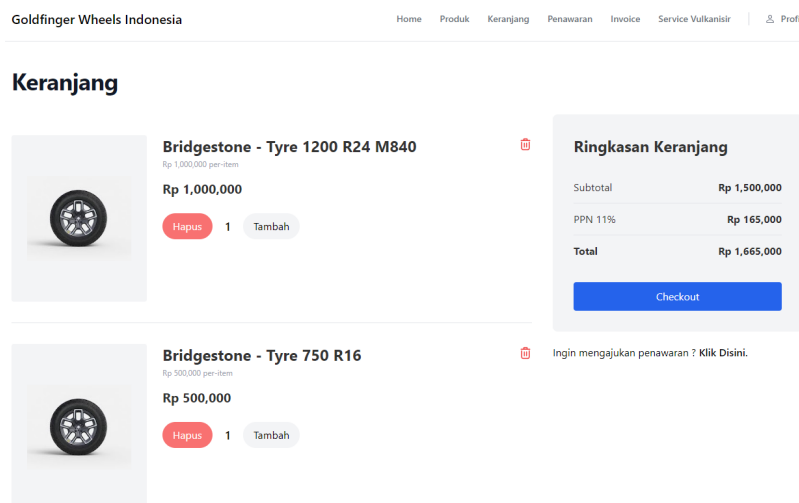 Goldfinger Wheels Indonesia
Home Produk Keranjang Penawaran Invoice Service Vulkanisir
Keranjang
Bridgestone - Tyre 1200 R24 M840
Rp 1,000,000 per-item
Rp 1,000,000
Hapus 1 Tambah
Bridgestone - Tyre 750 R16
Rp 500,000 per-item
Rp 500,000
Hapus 1 Tambah
Ringkasan Keranjang
Subtotal Rp 1,500,000
PPN 11% Rp 165,000
Total Rp 1,665,000
Checkout
Ingin mengajukan penawaran ? Klik Disini.